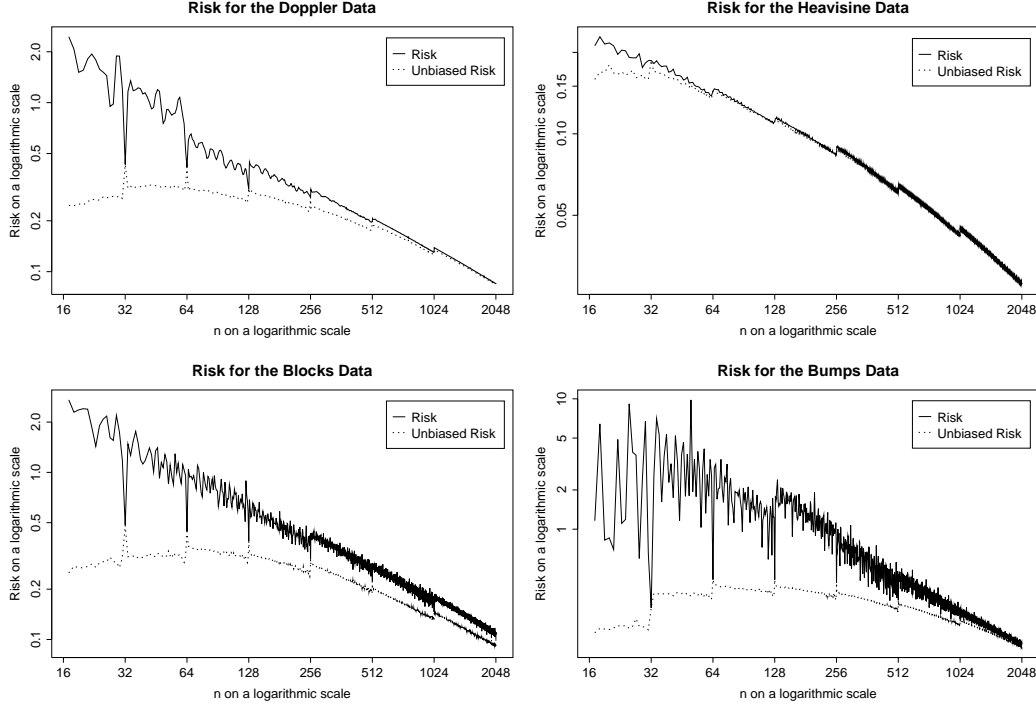 Risk for the Doppler Data
Risk on a logarithmic scale
2.0
1.0
0.5
0.2
0.1
Risk
Unbiased Risk
16 32 64 128 256 512 1024 2048
n on a logarithmic scale
Risk for the Heavisine Data
Risk on a logarithmic scale
0.15
0.10
0.05
Risk
Unbiased Risk
16 32 64 128 256 512 1024 2048
n on a logarithmic scale
Risk for the Blocks Data
Risk on a logarithmic scale
2.0
1.0
0.5
0.2
0.1
Risk
Unbiased Risk
16 32 64 128 256 512 1024 2048
n on a logarithmic scale
Risk for the Bumps Data
Risk on a logarithmic scale
10
5
2
1
Risk
Unbiased Risk
16 32 64 128 256 512 1024 2048
n on a logarithmic scale